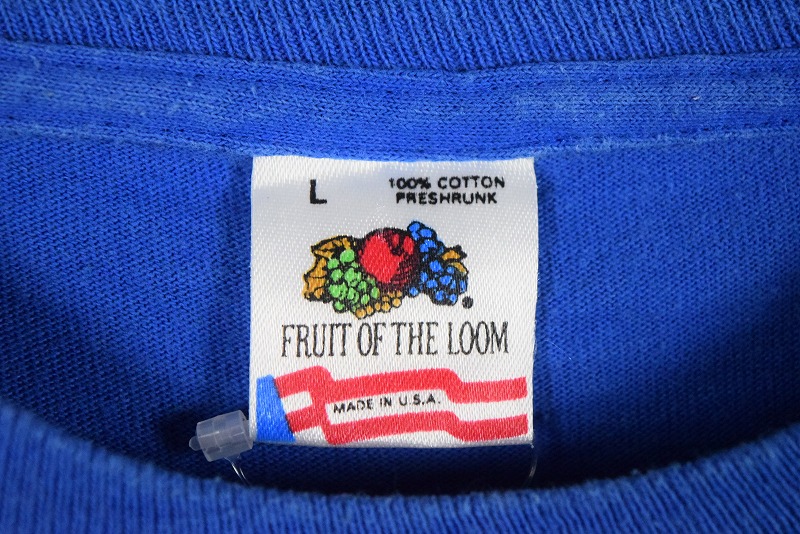 L
100% COTTON
PRESHRUNK
FRUIT OF THE LOOM
MADE IN U.S.A.